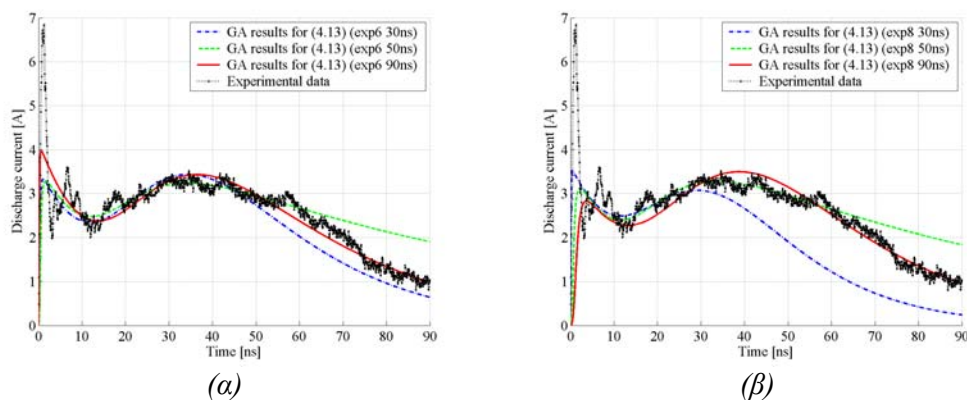 GA results for (4.13) (exp6 30ns)
GA results for (4.13) (exp6 50ns)
GA results for (4.13) (exp6 90ns)
Experimental data
Discharge current [A]
7
6
5
4
3
2
1
0
0 10 20 30 40 50 60 70 80 90
Time [ns]
(α)
GA results for (4.13) (exp8 30ns)
GA results for (4.13) (exp8 50ns)
GA results for (4.13) (exp8 90ns)
Experimental data
Discharge current [A]
7
6
5
4
3
2
1
0
0 10 20 30 40 50 60 70 80 90
Time [ns]
(β)